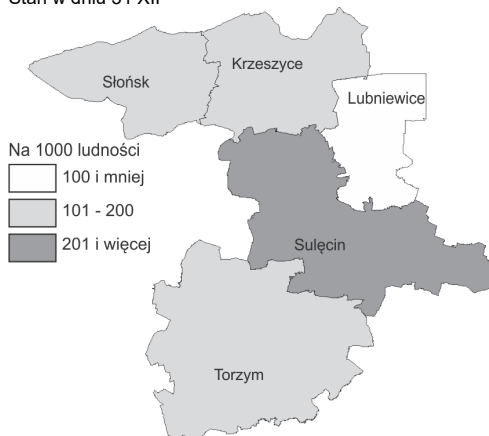 Stan w dniu 31 XII
Krzeszyce
Słońsk
Lubniewice
Na 1000 ludności
100 i mniej
101 - 200
201 i więcej
Sulęcin
Torzym